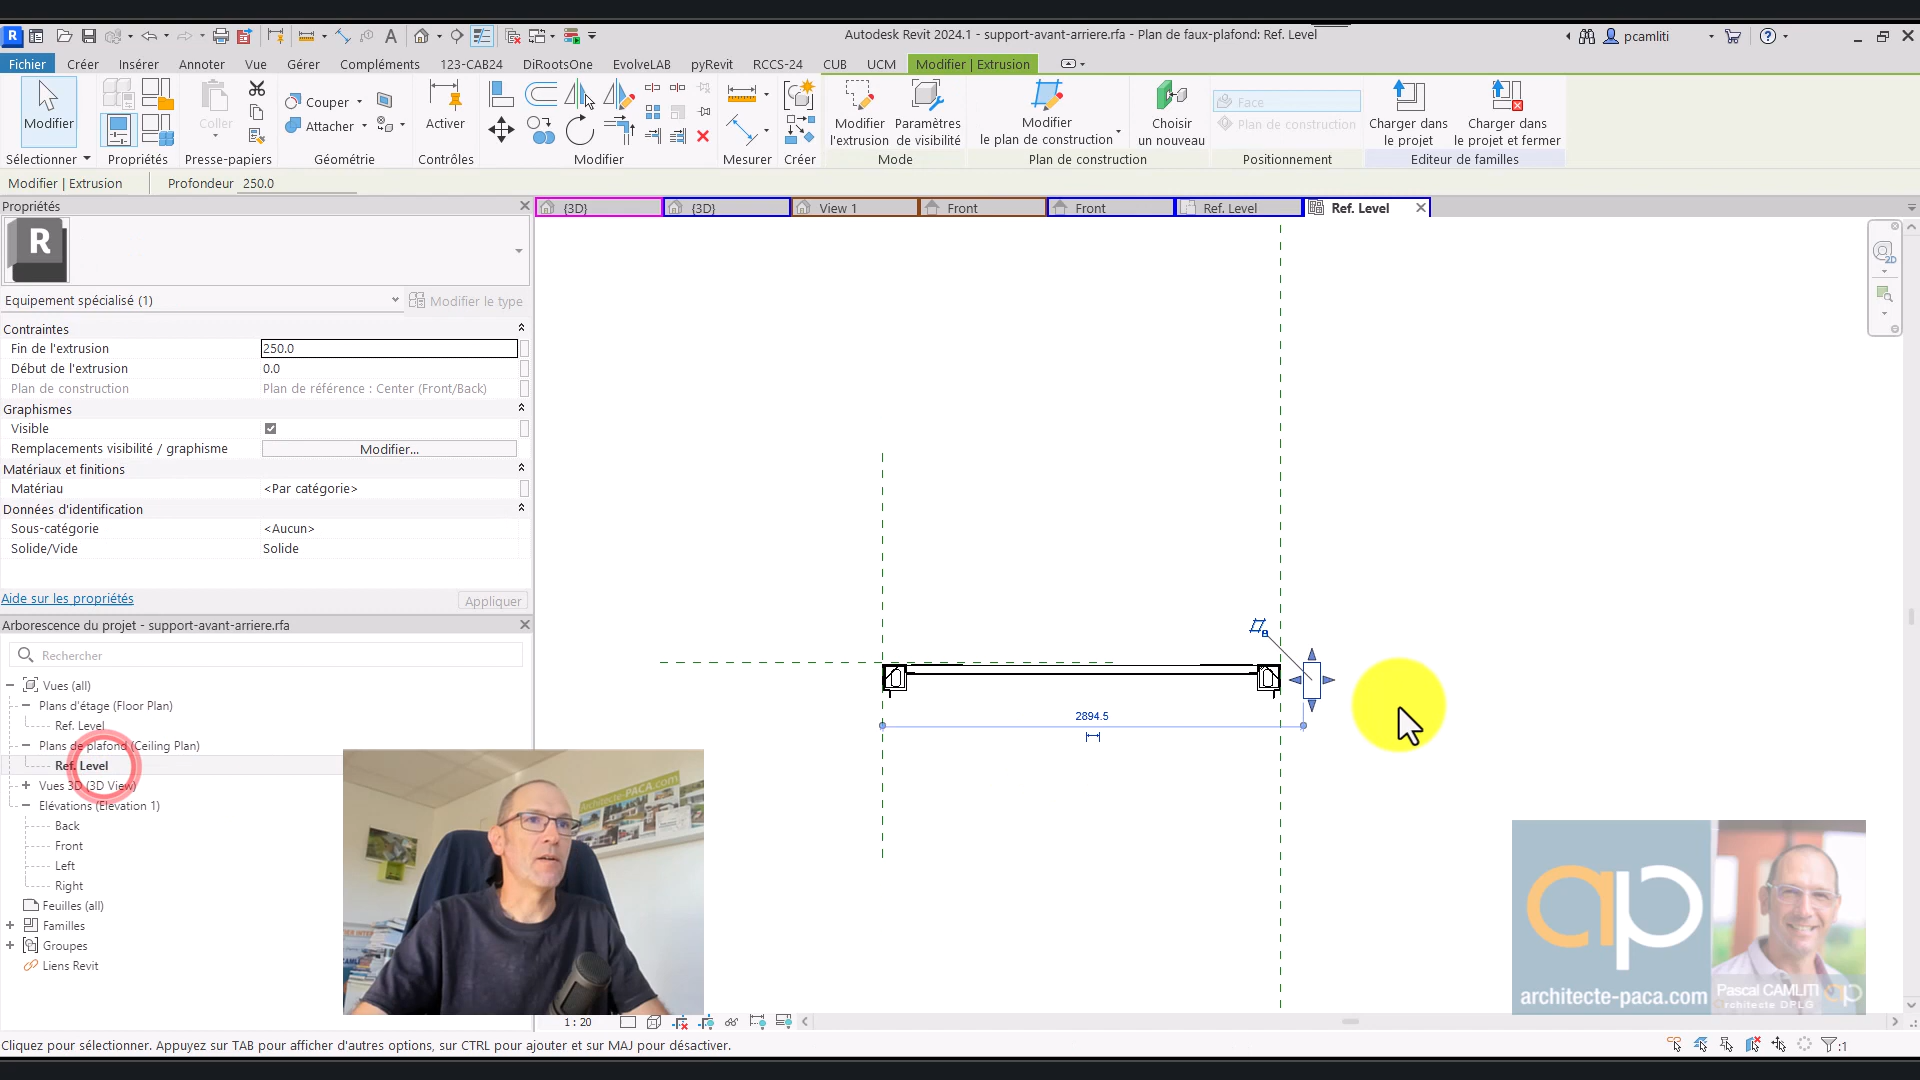 R
Autodesk Revit 2024.1 - support-avant-arriere.rfa - Plan de faux-plafond: Ref. Level
pcamliti
Fichier Créer Insérer Annoter Vue Gérer Compléments 123-CAB24 DiRootsOne EvolveLAB pyRevit RCCS-24 CUB UCM Modifier | Extrusion
Modifier
Coller
Couper
Attacher
Activer
Modifier
l'extrusion
Paramètres
de visibilité
Modifier
le plan de construction
Choisir
un nouveau
Face
Plan de construction
Charger dans
le projet
Charger dans
le projet et fermer
Sélectionner Propriétés Presse-papiers Géométrie Contrôles Modifier Mesurer Créer Mode Plan de construction Positionnement Editeur de familles
Modifier | Extrusion Profondeur 250.0
Propriétés
{3D} {3D} View 1 Front Front Ref. Level Ref. Level
R
2D
Equipement spécialisé (1) Modifier le type
Contraintes
Fin de l'extrusion 250.0
Début de l'extrusion 0.0
Plan de construction Plan de référence : Center (Front/Back)
Graphismes
Visible
Remplacements visibilité / graphisme Modifier...
Matériaux et finitions
Matériau <Par catégorie>
Données d'identification
Sous-catégorie <Aucun>
Solide/Vide Solide
Aide sur les propriétés Appliquer
Arborescence du projet - support-avant-arriere.rfa
Rechercher
Vues (all)
Plans d'étage (Floor Plan)
Ref. Level
Plans de plafond (Ceiling Plan)
Ref. Level
Vues 3D (3D View)
Elévations (Elevation 1)
Back
Front
Left
Right
Feuilles (all)
Familles
Groupes
Liens Revit
2894.5
Architecte-PACA.com
ap
architecte-paca.com
Pascal CAMLITI
Architecte DPLG
ap
1 : 20
Cliquez pour sélectionner. Appuyez sur TAB pour afficher d'autres options, sur CTRL pour ajouter et sur MAJ pour désactiver.
:1